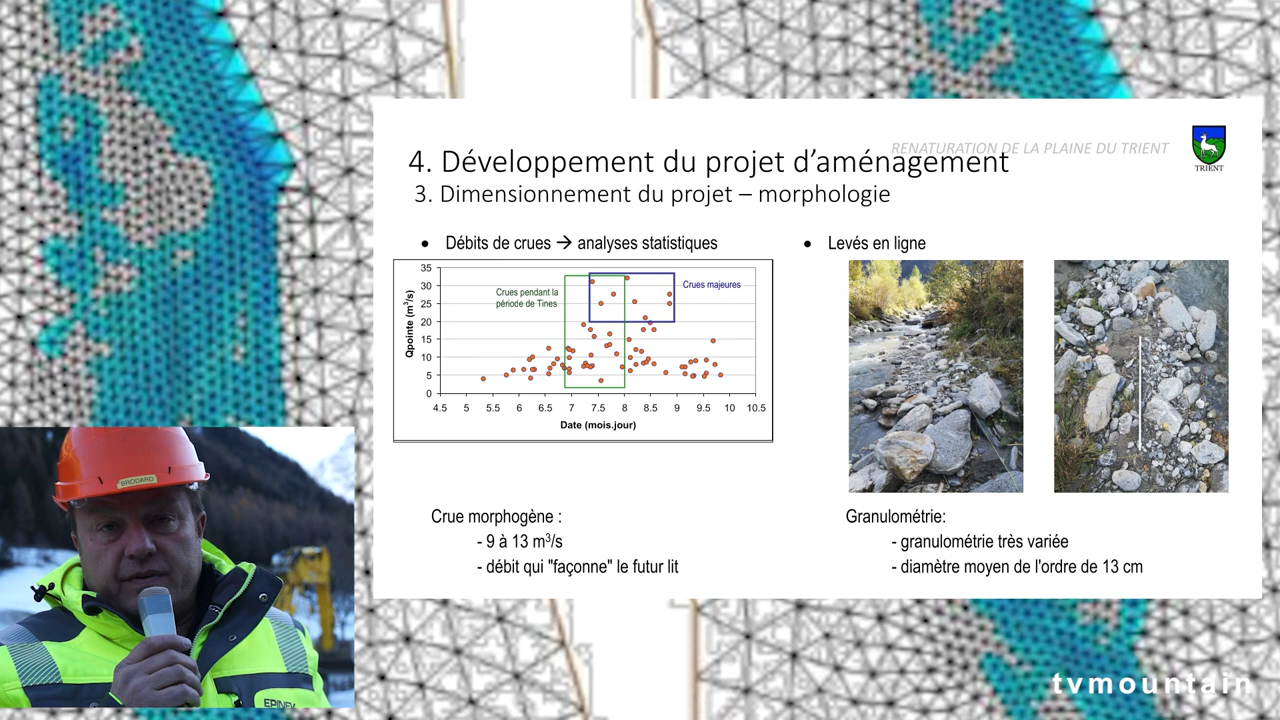 RENATURATION DE LA PLAINE DU TRIENT
TRIENT
4. Développement du projet d'aménagement
3. Dimensionnement du projet – morphologie
• Débits de crues → analyses statistiques
Qpointe (m³/s)
35
30
25
20
15
10
5
0
Crues pendant la
période de Tines
Crues majeures
4.5 5 5.5 6 6.5 7 7.5 8 8.5 9 9.5 10 10.5
Date (mois.jour)
Crue morphogène :
- 9 à 13 m³/s
- débit qui "façonne" le futur lit
• Levés en ligne
Granulométrie:
- granulométrie très variée
- diamètre moyen de l'ordre de 13 cm
BRODARD
EPINEY
tvmountain